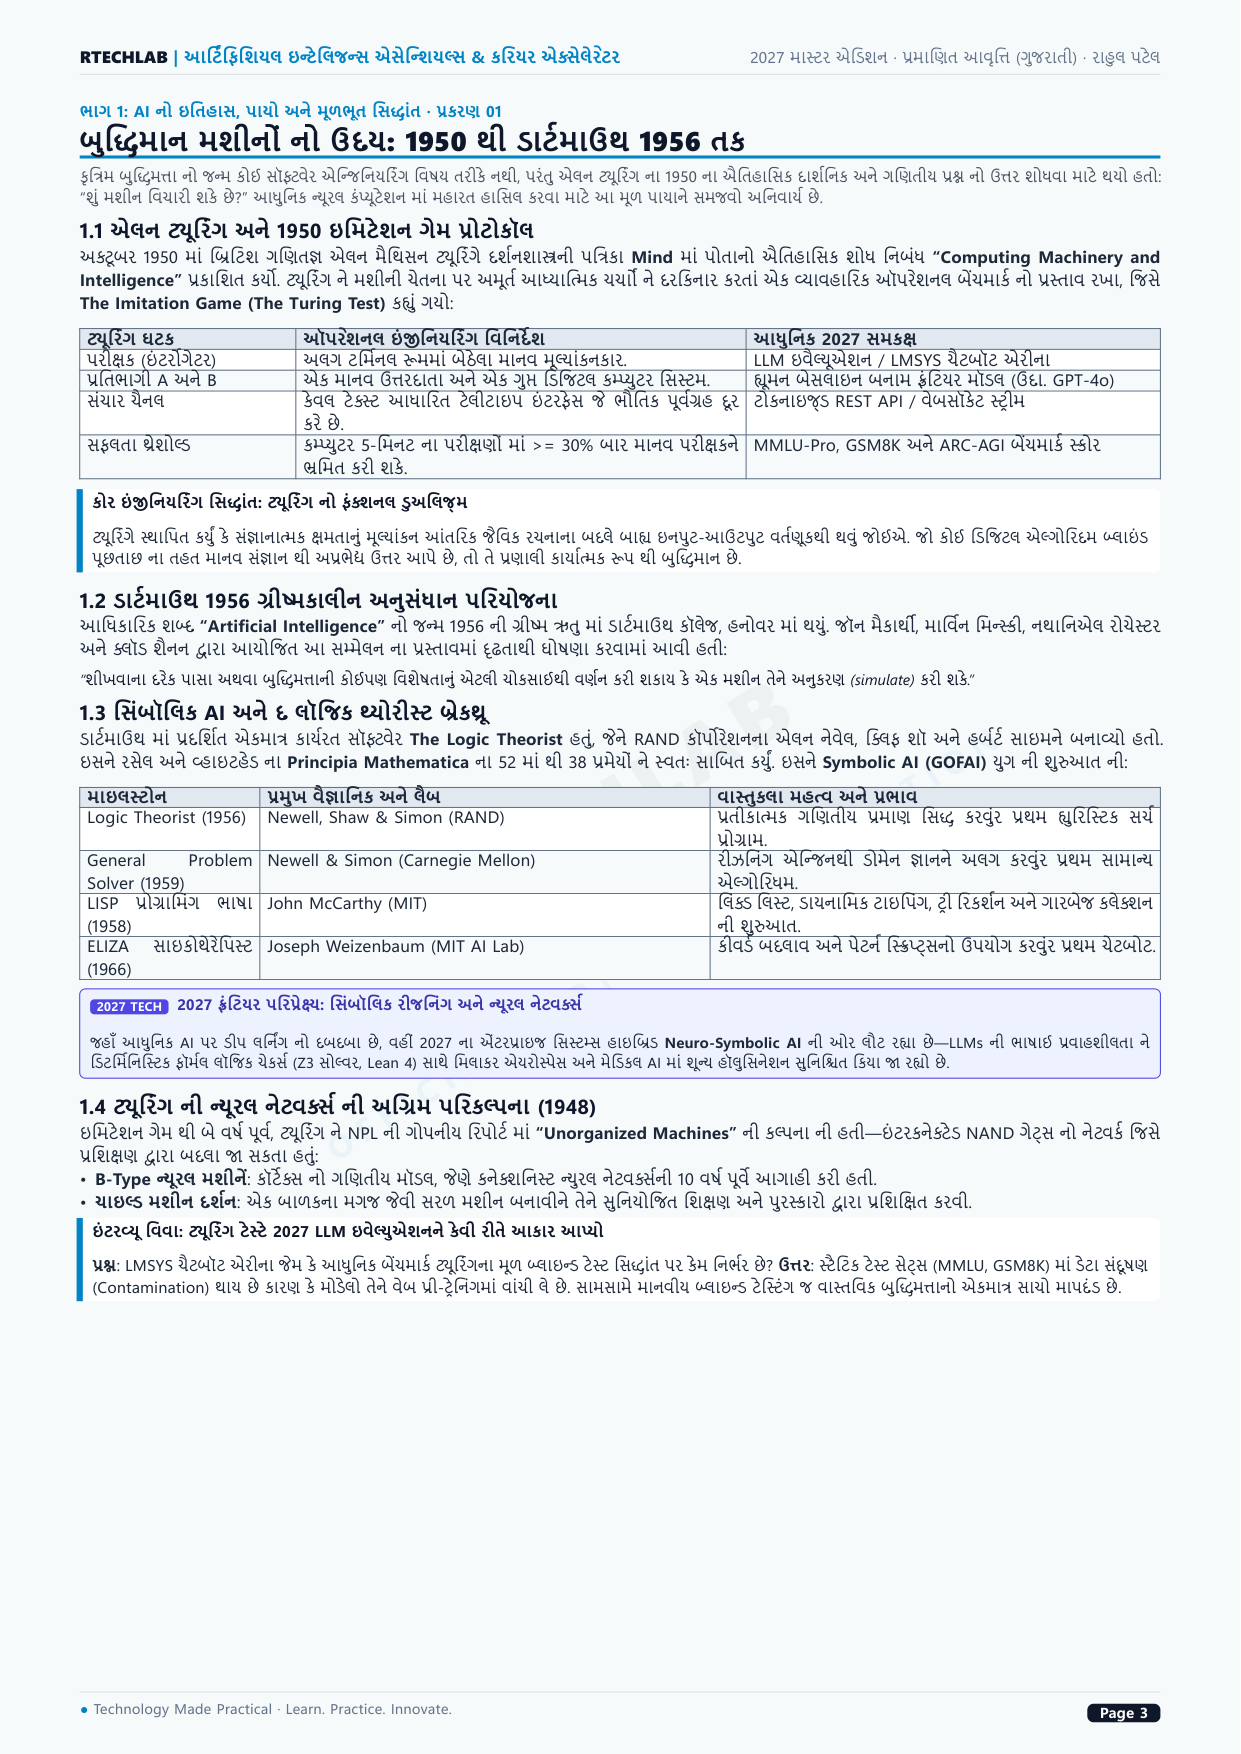 RTECHLAB | આર્ટિફિશિયલ ઇન્ટેલિજન્સ એસેન્શિયલ્સ & કરિયર એક્સેલેરેટર
2027 માસ્ટર એડિશન · પ્રમાણિત આવૃત્તિ (ગુજરાતી) · રાહુલ પટેલ
ભાગ 1: AI નો ઇતિહાસ, પાયો અને મૂળભૂત સિદ્ધાંત · પ્રકરણ 01
બુદ્ધિમાન મશીનોં નો ઉદય: 1950 થી ડાર્ટમાઉથ 1956 તક
કૃત્રિમ બુદ્ધિમત્તા નો જન્મ કોઈ સૉફ્ટવેર એન્જિનિયરિંગ વિષય તરીકે નથી, પરંતુ એલન ટ્યૂરિંગ ના 1950 ના ઐતિહાસિક દાર્શનિક અને ગણિતીય પ્રશ્ન નો ઉત્તર શોધવા માટે થયો હતો:
“શું મશીન વિચારી શકે છે?” આધુનિક ન્યૂરલ કંપ્યૂટેશન માં મહારત હાસિલ કરવા માટે આ મૂળ પાયાને સમજવો અનિવાર્ય છે.
1.1 એલન ટ્યૂરિંગ અને 1950 ઇમિટેશન ગેમ પ્રોટોકૉલ
અક્ટૂબર 1950 માં બ્રિટિશ ગણિતજ્ઞ એલન મૈથિસન ટ્યૂરિંગે દર્શનશાસ્ત્રની પત્રિકા Mind માં પોતાનો ઐતિહાસિક શોધ નિબંધ “Computing Machinery and
Intelligence” પ્રકાશિત કર્યો. ટ્યૂરિંગ ને મશીની ચેતના પર અમૂર્ત આધ્યાત્મિક ચર્ચાઓં ને દરકિનાર કરતાં એક વ્યાવહારિક ઑપરેશનલ બેંચમાર્ક નો પ્રસ્તાવ રખા, જિસે
The Imitation Game (The Turing Test) કહ્યું ગયો:
ટ્યૂરિંગ ઘટક
ઑપરેશનલ ઇંજીનિયરિંગ વિનિર્દેશ
આધુનિક 2027 સમકક્ષ
પરીક્ષક (ઇંટરોગેટર)
અલગ ટર્મિનલ રૂમમાં બેઠેલા માનવ મૂલ્યાંકનકાર.
LLM ઇવૈલ્યૂએશન / LMSYS ચૈટબૉટ એરીના
પ્રતિભાગી A અને B
એક માનવ ઉત્તરદાતા અને એક ગુપ્ત ડિજિટલ કમ્પ્યુટર સિસ્ટમ.
હ્યૂમન બેસલાઇન બનામ ફ્રંટિયર મૉડલ (ઉદા. GPT-4o)
સંચાર ચૈનલ
કેવલ ટેક્સ્ટ આધારિત ટેલીટાઇપ ઇંટરફેસ જે ભૌતિક પૂર્વગ્રહ દૂર
કરે છે.
ટોકનાઇજ્ડ REST API / વેબસૉકેટ સ્ટ્રીમ
સફલતા થ્રેશોલ્ડ
કમ્પ્યુટર 5-મિનટ ના પરીક્ષણોં માં >= 30% બાર માનવ પરીક્ષકને
ભ્રમિત કરી શકે.
MMLU-Pro, GSM8K અને ARC-AGI બેંચમાર્ક સ્કોર
કોર ઇંજીનિયરિંગ સિદ્ધાંત: ટ્યૂરિંગ નો ફંક્શનલ ડુઅલિજ્મ
ટ્યૂરિંગે સ્થાપિત કર્યું કે સંજ્ઞાનાત્મક ક્ષમતાનું મૂલ્યાંકન આંતરિક જૈવિક રચનાના બદલે બાહ્ય ઇનપુટ-આઉટપુટ વર્તણૂકથી થવું જોઈએ. જો કોઈ ડિજિટલ એલ્ગોરિદમ બ્લાઇંડ
પૂછતાછ ના તહત માનવ સંજ્ઞાન થી અપ્રભેદ્ય ઉત્તર આપે છે, તો તે પ્રણાલી કાર્યાત્મક રૂપ થી બુદ્ધિમાન છે.
1.2 ડાર્ટમાઉથ 1956 ગ્રીષ્મકાલીન અનુસંધાન પરિયોજના
આધિકારિક શબ્દ “Artificial Intelligence” નો જન્મ 1956 ની ગ્રીષ્મ ઋતુ માં ડાર્ટમાઉથ કૉલેજ, હનોવર માં થયું. જૉન મૈકાર્થી, માર્વિન મિન્સ્કી, નથાનિએલ રોચેસ્ટર
અને ક્લૉડ શૈનન દ્વારા આયોજિત આ સમ્મેલન ના પ્રસ્તાવમાં દૃઢતાથી ઘોષણા કરવામાં આવી હતી:
“શીખવાના દરેક પાસા અથવા બુદ્ધિમત્તાની કોઈપણ વિશેષતાનું એટલી ચોકસાઈથી વર્ણન કરી શકાય કે એક મશીન તેને અનુકરણ (simulate) કરી શકે.”
1.3 સિંબૉલિક AI અને દ લૉજિક થ્યોરીસ્ટ બ્રેકથ્રૂ
ડાર્ટમાઉથ માં પ્રદર્શિત એકમાત્ર કાર્યરત સૉફ્ટવેર The Logic Theorist હતું, જેને RAND કૉર્પોરેશનના એલન નેવેલ, ક્લિફ શૉ અને હર્બર્ટ સાઇમને બનાવ્યો હતો.
ઇસને રસેલ અને વ્હાઇટહેડ ના Principia Mathematica ના 52 માં થી 38 પ્રમેયોં ને સ્વતઃ સાબિત કર્યું. ઇસને Symbolic AI (GOFAI) યુગ ની શુરુઆત ની:
માઇલસ્ટોન
પ્રમુખ વૈજ્ઞાનિક અને લૈબ
વાસ્તુકલા મહત્વ અને પ્રભાવ
Logic Theorist (1956)
Newell, Shaw & Simon (RAND)
પ્રતીકાત્મક ગણિતીય પ્રમાણ સિદ્ધ કરવુંર પ્રથમ હ્યુરિસ્ટિક સર્ચ
પ્રોગ્રામ.
General Problem
Solver (1959)
Newell & Simon (Carnegie Mellon)
રીઝનિંગ એન્જિનથી ડોમેન જ્ઞાનને અલગ કરવુંર પ્રથમ સામાન્ય
એલ્ગોરિધમ.
LISP પ્રોગ્રામિંગ ભાષા
(1958)
John McCarthy (MIT)
લિંક્ડ લિસ્ટ, ડાયનામિક ટાઇપિંગ, ટ્રી રિકર્શન અને ગારબેજ કલેક્શન
ની શુરુઆત.
ELIZA સાઇકોથેરેપિસ્ટ
(1966)
Joseph Weizenbaum (MIT AI Lab)
કીવર્ડ બદલાવ અને પેટર્ન સ્ક્રિપ્ટ્સનો ઉપયોગ કરવુંર પ્રથમ ચેટબોટ.
2027 TECH 2027 ફ્રંટિયર પરિપ્રેક્ષ્ય: સિંબૉલિક રીજનિંગ અને ન્યૂરલ નેટવર્ક્સ
જહાઁ આધુનિક AI પર ડીપ લર્નિંગ નો દબદબા છે, વહીં 2027 ના એંટરપ્રાઇજ સિસ્ટમ્સ હાઇબ્રિડ Neuro-Symbolic AI ની ઓર લૌટ રહ્યા છે—LLMs ની ભાષાઈ પ્રવાહશીલતા ને
ડિટર્મિનિસ્ટિક ફૉર્મલ લૉજિક ચેકર્સ (Z3 સોલ્વર, Lean 4) સાથે મિલાકર એયરોસ્પેસ અને મેડિકલ AI માં શૂન્ય હૉલુસિનેશન સુનિશ્ચિત કિયા જા રહ્યો છે.
1.4 ટ્યૂરિંગ ની ન્યૂરલ નેટવર્ક્સ ની અગ્રિમ પરિકલ્પના (1948)
ઇમિટેશન ગેમ થી બે વર્ષ પૂર્વ, ટ્યૂરિંગ ને NPL ની ગોપનીય રિપોર્ટ માં “Unorganized Machines” ની કલ્પના ની હતી—ઇંટરકનેક્ટેડ NAND ગેટ્સ નો નેટવર્ક જિસે
પ્રશિક્ષણ દ્વારા બદલા જા સકતા હતું:
• B-Type ન્યૂરલ મશીનેં: કૉર્ટેક્સ નો ગણિતીય મૉડલ, જેણે કનેક્શનિસ્ટ ન્યુરલ નેટવર્ક્સની 10 વર્ષ પૂર્વે આગાહી કરી હતી.
• ચાઇલ્ડ મશીન દર્શન: એક બાળકના મગજ જેવી સરળ મશીન બનાવીને તેને સુનિયોજિત શિક્ષણ અને પુરસ્કારો દ્વારા પ્રશિક્ષિત કરવી.
ઇંટરવ્યૂ વિવા: ટ્યૂરિંગ ટેસ્ટે 2027 LLM ઇવેલ્યુએશનને કેવી રીતે આકાર આપ્યો
પ્રશ્ન: LMSYS ચૈટબૉટ એરીના જેમ કે આધુનિક બેંચમાર્ક ટ્યૂરિંગના મૂળ બ્લાઇન્ડ ટેસ્ટ સિદ્ધાંત પર કેમ નિર્ભર છે? ઉત્તર: સ્ટૈટિક ટેસ્ટ સેટ્સ (MMLU, GSM8K) માં ડેટા સંદૂષણ
(Contamination) થાય છે કારણ કે મોડેલો તેને વેબ પ્રી-ટ્રેનિંગમાં વાંચી લે છે. સામસામે માનવીય બ્લાઇન્ડ ટેસ્ટિંગ જ વાસ્તવિક બુદ્ધિમત્તાનો એકમાત્ર સાચો માપદંડ છે.
• Technology Made Practical · Learn. Practice. Innovate.
Page 3